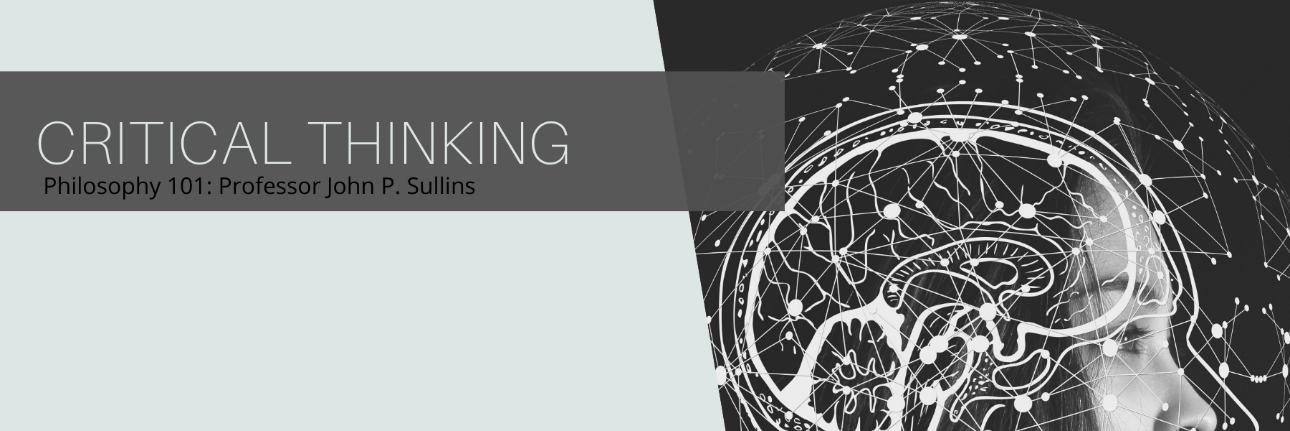 CRITICAL THINKING
Philosophy 101: Professor John P. Sullins